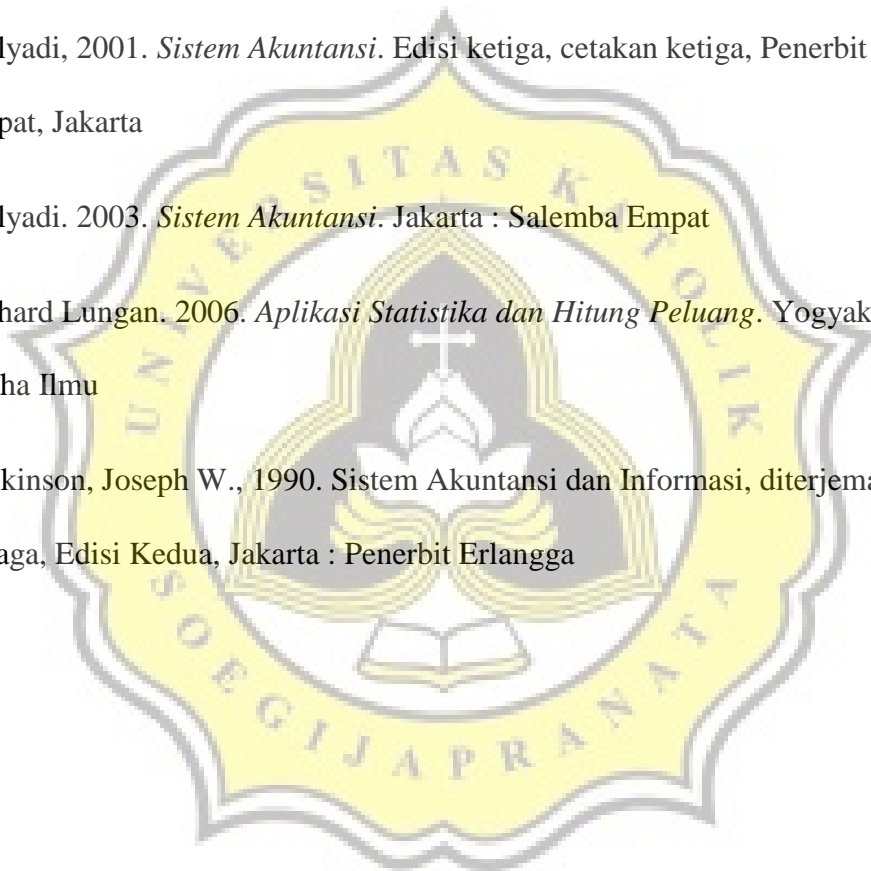 lyadi, 2001. Sistem Akuntansi. Edisi ketiga, cetakan ketiga, Penerbit
pat, Jakarta
lyadi. 2003. Sistem Akuntansi. Jakarta : Salemba Empat
hard Lungan. 2006. Aplikasi Statistika dan Hitung Peluang. Yogyak
ha Ilmu
kinson, Joseph W., 1990. Sistem Akuntansi dan Informasi, diterjema
aga, Edisi Kedua, Jakarta : Penerbit Erlangga
UNIVERSITAS KATOLIK
SOEGIJAPRANATA